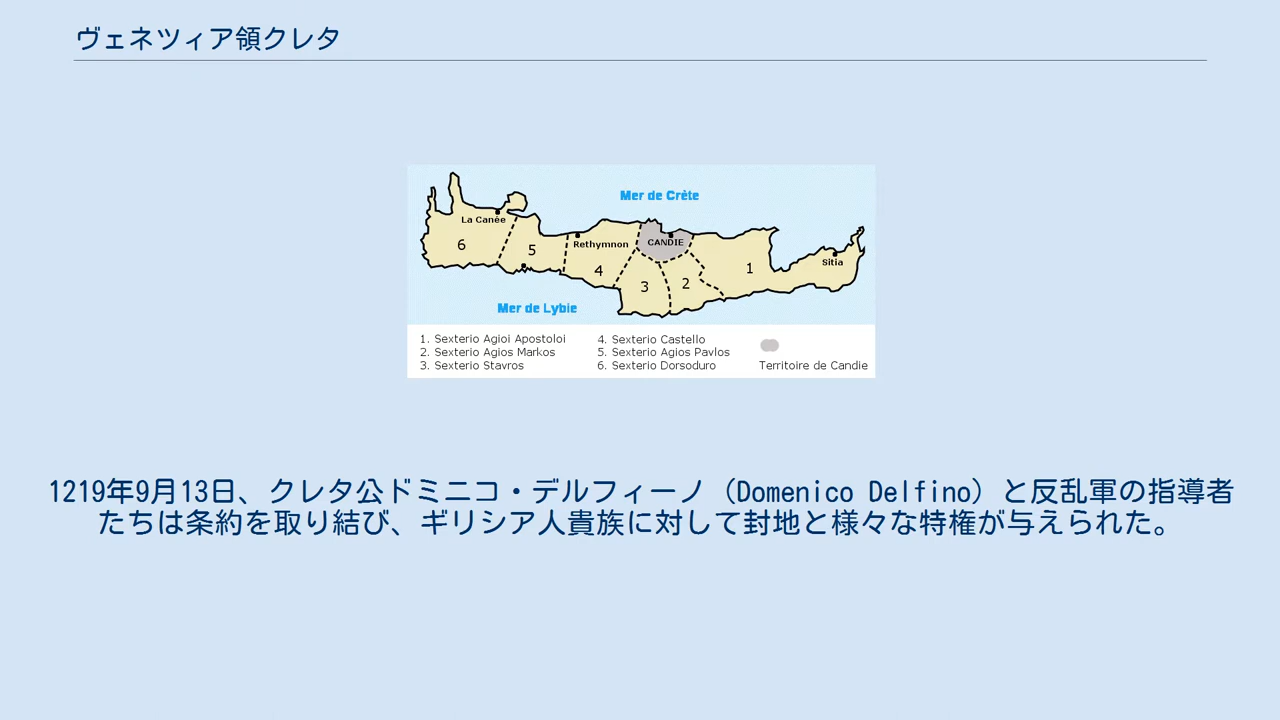 ヴェネツィア領クレタ
Mer de Crète
La Canée
Rethymnon
CANDIE
Sitia
6
5
4
3
2
1
Mer de Lybie
1. Sexterio Agioi Apostoloi
2. Sexterio Agios Markos
3. Sexterio Stavros
4. Sexterio Castello
5. Sexterio Agios Pavlos
6. Sexterio Dorsoduro
Territoire de Candie
1219年9月13日、クレタ公ドミニコ・デルフィーノ（Domenico Delfino）と反乱軍の指導者
たちは条約を取り結び、ギリシア人貴族に対して封地と様々な特権が与えられた。